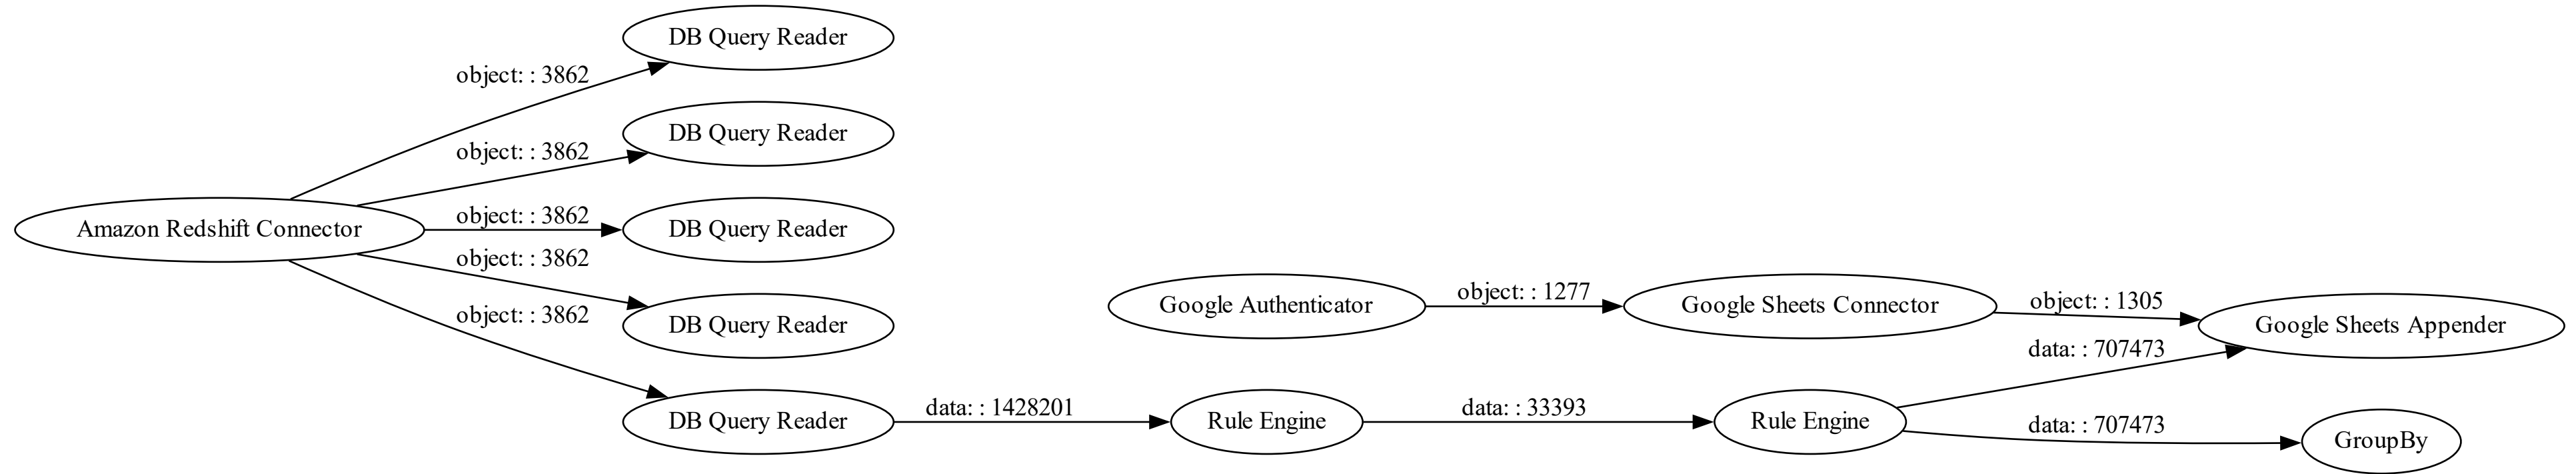 DB Query Reader
object: : 3862
DB Query Reader
object: : 3862
Amazon Redshift Connector
object: : 3862
DB Query Reader
object: : 3862
DB Query Reader
object: : 3862
DB Query Reader
data: : 1428201
Rule Engine
data: : 33393
Rule Engine
Google Authenticator
object: : 1277
Google Sheets Connector
object: : 1305
Google Sheets Appender
data: : 707473
data: : 707473
GroupBy